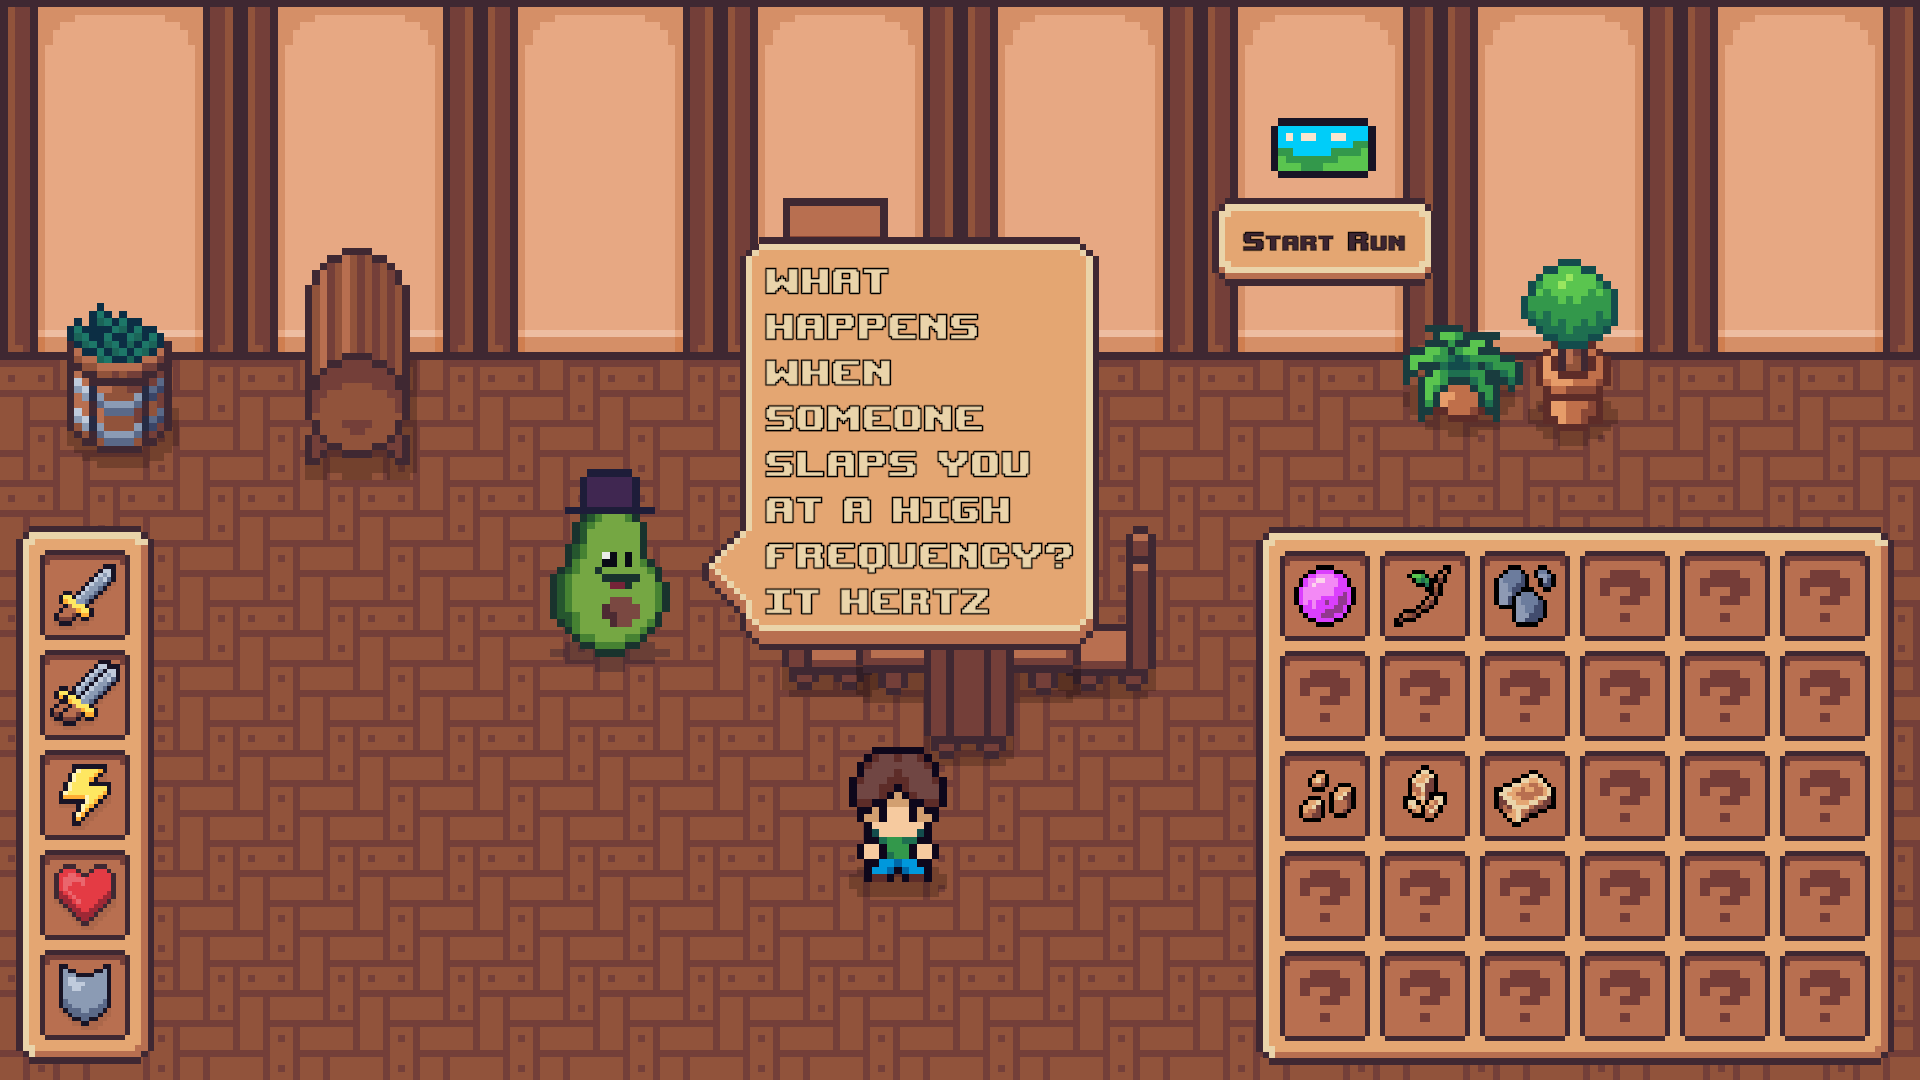 START RUN
WHAT
HAPPENS
WHEN
SOMEONE
SLAPS YOU
AT A HIGH
FREQUENCY?
IT HERTZ
? ? ?
? ? ? ? ? ?
? ? ?
? ? ? ? ? ?
? ? ? ? ? ?